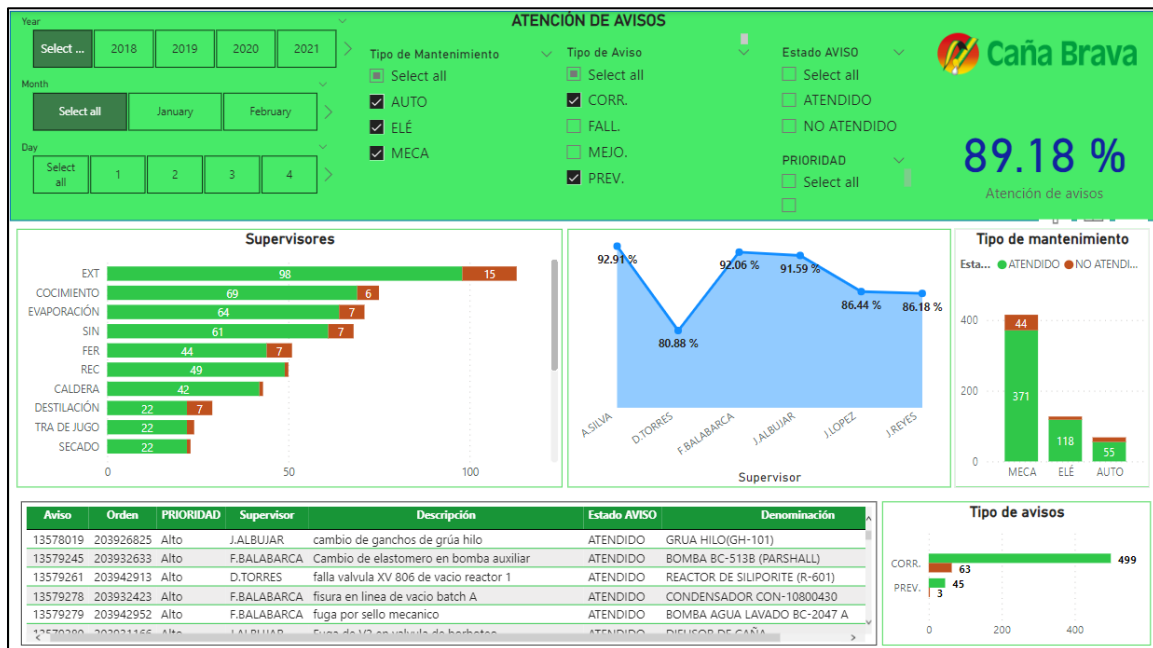 Year
ATENCIÓN DE AVISOS
Select ... 2018 2019 2020 2021
Month
Select all January February
Day
Select all 1 2 3 4
Tipo de Mantenimiento
Select all
AUTO
ELÉ
MECA
Tipo de Aviso
Select all
CORR.
FALL.
MEJO.
PREV.
Estado AVISO
Select all
ATENDIDO
NO ATENDIDO
PRIORIDAD
Select all
Caña Brava
89.18 %
Atención de avisos
Supervisores
EXT 98 15
COCIMIENTO 69 6
EVAPORACIÓN 64 7
SIN 61 7
FER 44 7
REC 49
CALDERA 42
DESTILACIÓN 22 7
TRA DE JUGO 22
SECADO 22
0 50 100
92.91 % 80.88 % 92.06 % 91.59 % 86.44 % 86.18 %
A.SILVA D.TORRES F.BALABARCA J.ALBUJAR J.LOPEZ J.REYES
Supervisor
Tipo de mantenimiento
Esta... ATENDIDO NO ATENDI...
400
200
0
44
371
118
55
MECA ELÉ AUTO
Aviso Orden PRIORIDAD Supervisor Descripción Estado AVISO Denominación
13578019 203926825 Alto J.ALBUJAR cambio de ganchos de grúa hilo ATENDIDO GRUA HILO(GH-101)
13579245 203932633 Alto F.BALABARCA Cambio de elastomero en bomba auxiliar ATENDIDO BOMBA BC-513B (PARSHALL)
13579261 203942913 Alto D.TORRES falla valvula XV 806 de vacio reactor 1 ATENDIDO REACTOR DE SILIPORITE (R-601)
13579278 203932423 Alto F.BALABARCA fisura en linea de vacio batch A ATENDIDO CONDENSADOR CON-10800430
13579279 203942952 Alto F.BALABARCA fuga por sello mecanico ATENDIDO BOMBA AGUA LAVADO BC-2047 A
Tipo de avisos
CORR. 499
63
PREV. 45
3
0 200 400